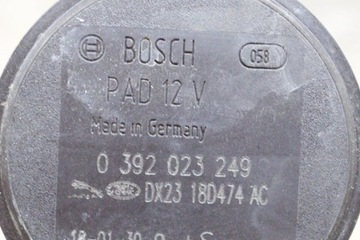 BOSCH 058
PAD 12 V
Made in Germany
0 392 023 249
DX23 18D474 AC